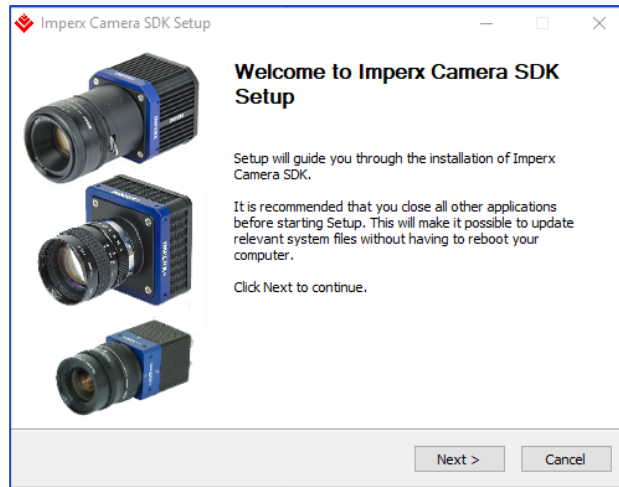 Imperx Camera SDK Setup
Welcome to Imperx Camera SDK
Setup
Setup will guide you through the installation of Imperx
Camera SDK.
It is recommended that you close all other applications
before starting Setup. This will make it possible to update
relevant system files without having to reboot your
computer.
Click Next to continue.
Next >
Cancel